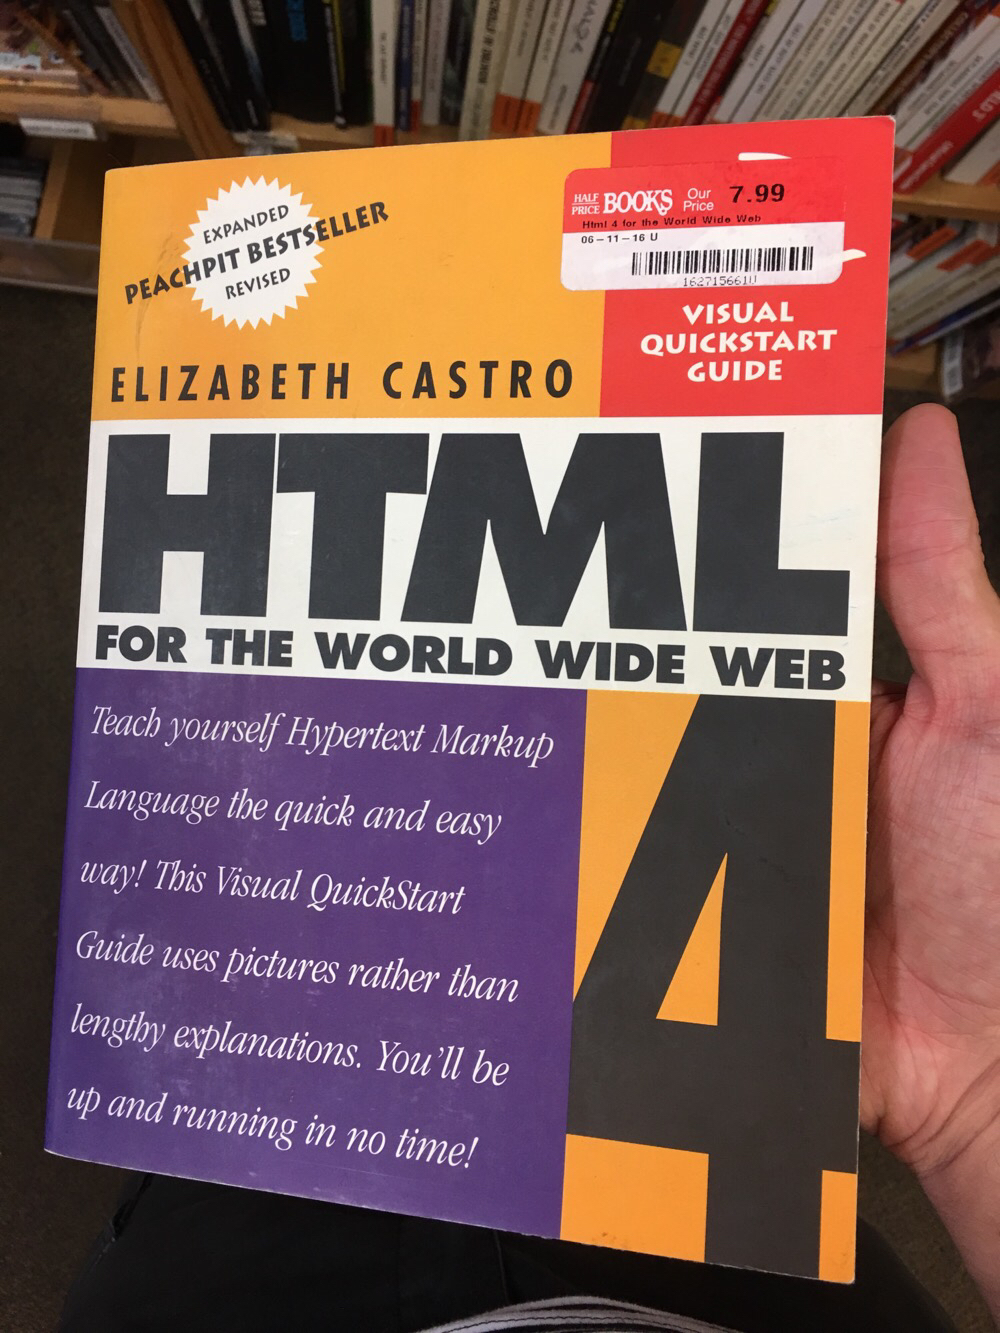 EXPANDED
PEACHPIT BESTSELLER
REVISED
HALF PRICE BOOKS Our Price 7.99
Html 4 for the World Wide Web
06-11-16 U
162715661U
VISUAL
QUICKSTART
GUIDE
ELIZABETH CASTRO
HTML
FOR THE WORLD WIDE WEB
4
Teach yourself Hypertext Markup
Language the quick and easy
way! This Visual QuickStart
Guide uses pictures rather than
lengthy explanations. You'll be
up and running in no time!